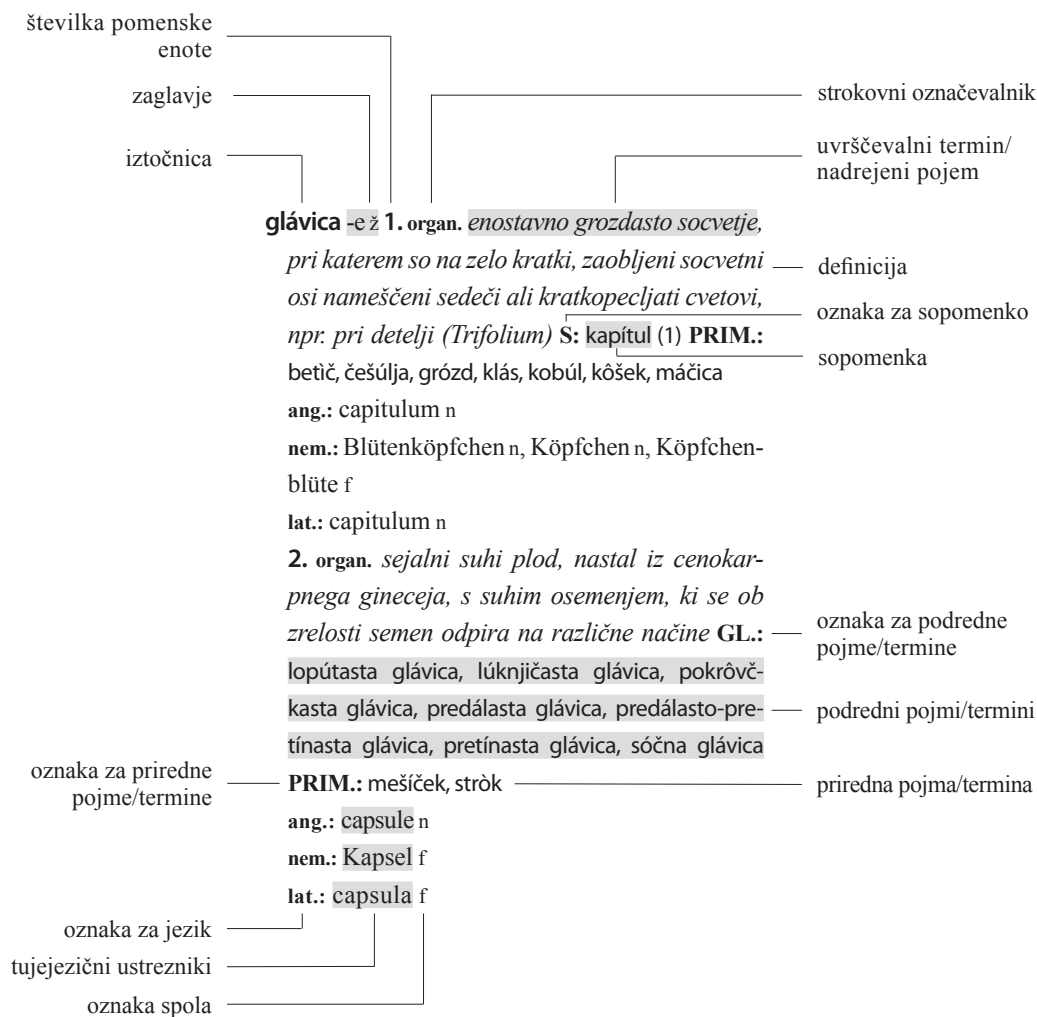 številka pomenske
enote
zaglavje
iztočnica
strokovni označevalnik
uvrščevalni termin/
nadrejeni pojem
glávica -e ž 1. organ. enostavno grozdasto socvetje,
pri katerem so na zelo kratki, zaobljeni socvetni
osi nameščeni sedeči ali kratkopecljati cvetovi,
npr. pri detelji (Trifolium) S: kapítul (1) PRIM.:
betìč, češúlja, grózd, klás, kobúl, kôšek, máčica
ang.: capitulum n
nem.: Blütenköpfchen n, Köpfchen n, Köpfchen-
blüte f
lat.: capitulum n
2. organ. sejalni suhi plod, nastal iz cenokar-
pnega gineceja, s suhim osemenjem, ki se ob
zrelosti semen odpira na različne načine GL.:
lopútasta glávica, lúknjičasta glávica, pokrôvč-
kasta glávica, predálasta glávica, predálasto-pre-
tínasta glávica, pretínasta glávica, sóčna glávica
PRIM.: mešíček, stròk
ang.: capsule n
nem.: Kapsel f
lat.: capsula f
definicija
oznaka za sopomenko
sopomenka
oznaka za podredne
pojme/termine
podredni pojmi/termini
oznaka za priredne
pojme/termine
priredna pojma/termina
oznaka za jezik
tujejezični ustrezniki
oznaka spola